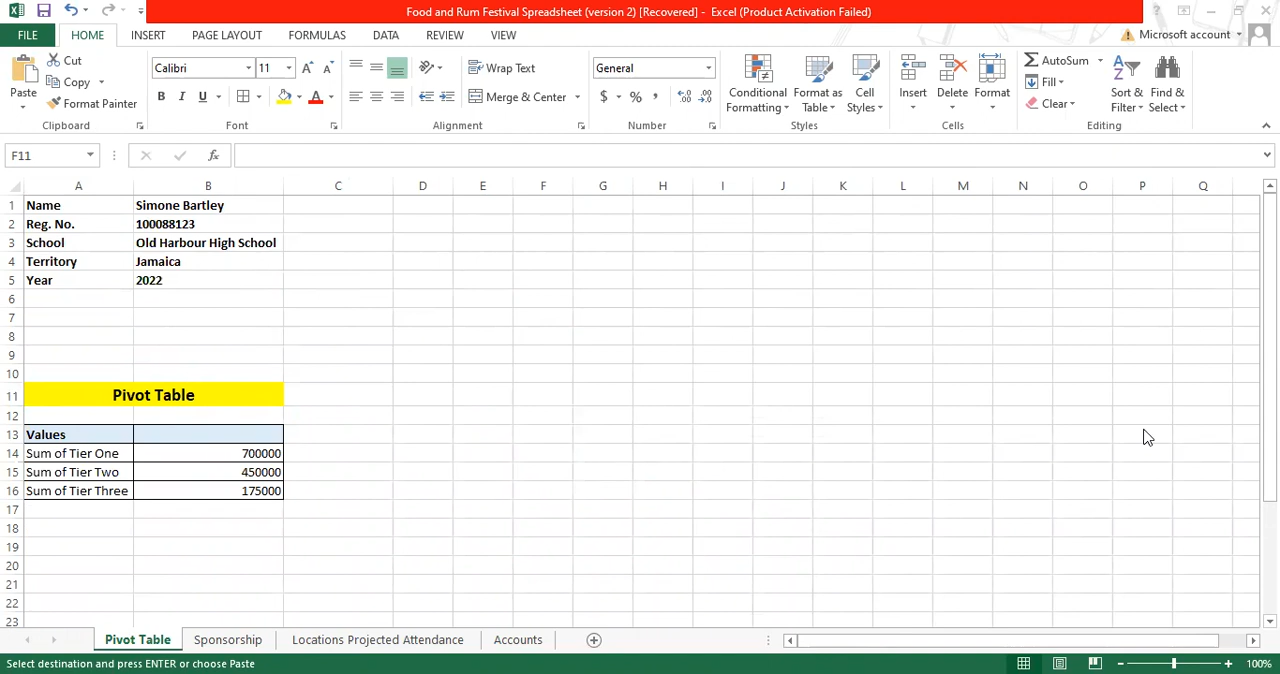 Food and Rum Festival Spreadsheet (version 2) [Recovered] - Excel (Product Activation Failed)
FILE HOME INSERT PAGE LAYOUT FORMULAS DATA REVIEW VIEW Microsoft account
Paste Cut Copy Format Painter Clipboard
Calibri 11 B I U Font
Wrap Text Merge & Center Alignment
General $ % , Number
Conditional Formatting Format as Table Cell Styles Styles
Insert Delete Format Cells
AutoSum Fill Clear Sort & Filter Find & Select Editing
F11 fx
A B C D E F G H I J K L M N O P Q
1 Name Simone Bartley
2 Reg. No. 100088123
3 School Old Harbour High School
4 Territory Jamaica
5 Year 2022
6
7
8
9
10
11 Pivot Table
12
13 Values
14 Sum of Tier One 700000
15 Sum of Tier Two 450000
16 Sum of Tier Three 175000
17
18
19
20
21
22
23
Pivot Table Sponsorship Locations Projected Attendance Accounts
Select destination and press ENTER or choose Paste 100%